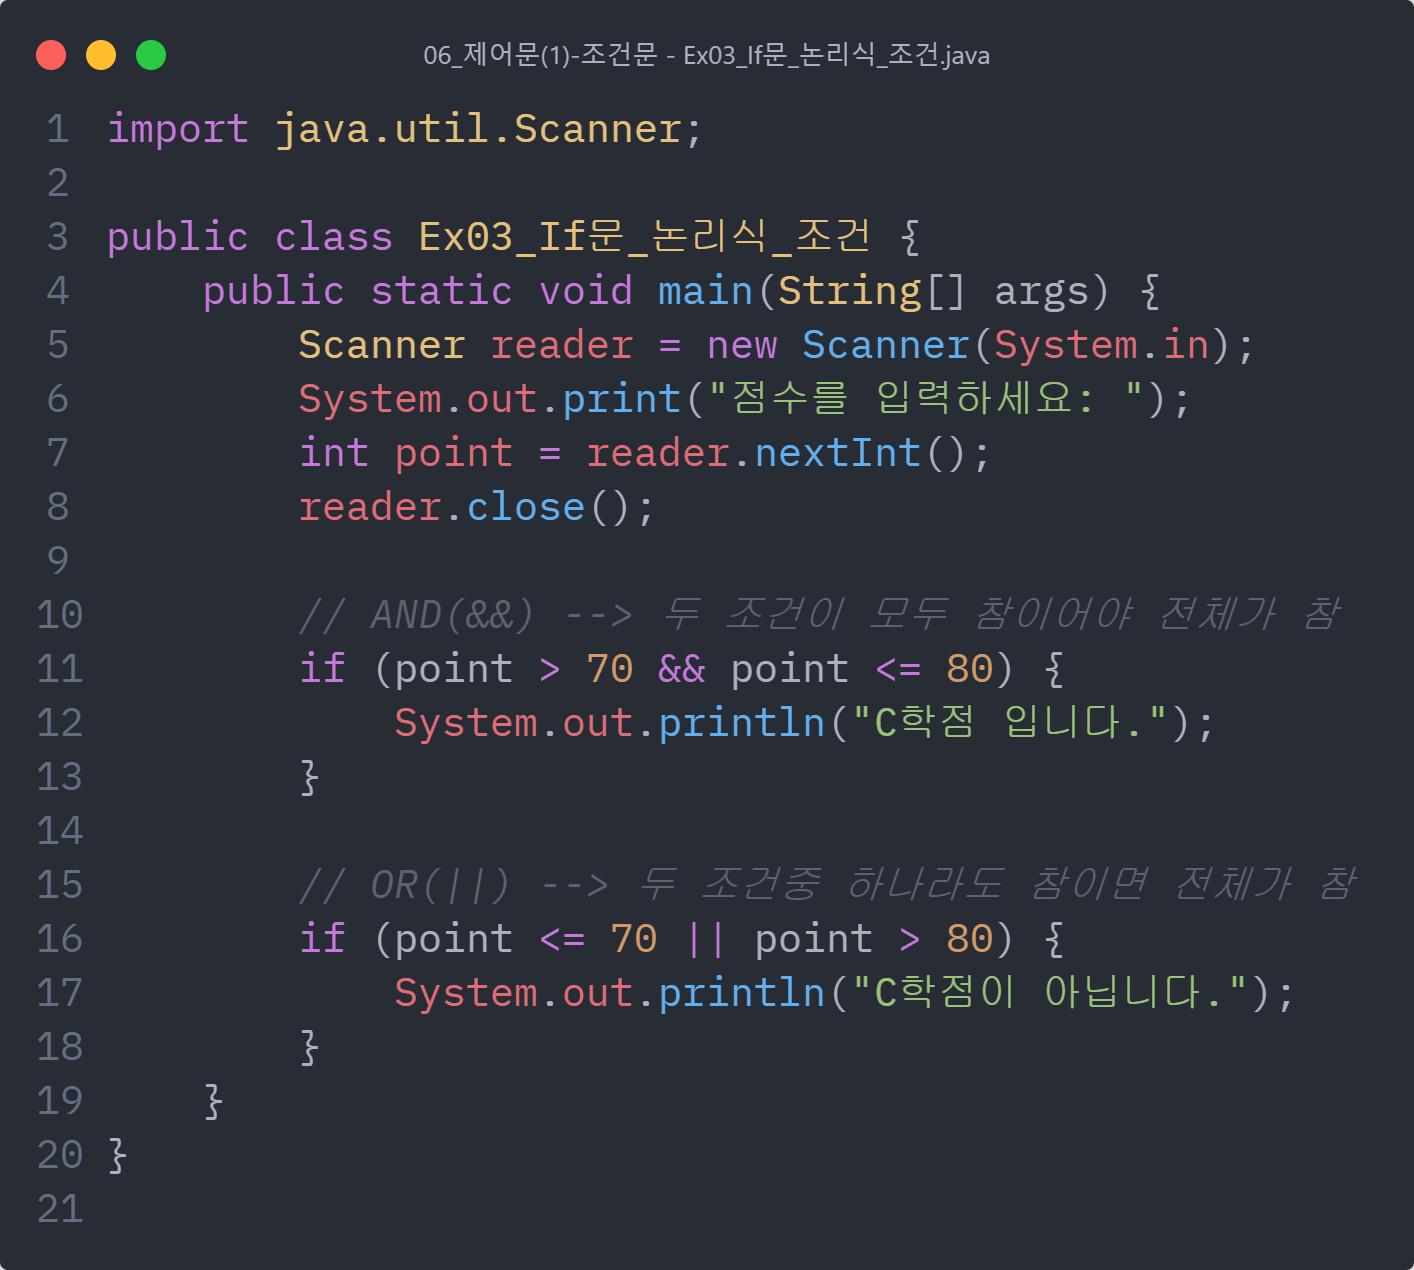 06_제어문(1)-조건문 - Ex03_If문_논리식_조건.java
1 import java.util.Scanner;
2
3 public class Ex03_If문_논리식_조건 {
4     public static void main(String[] args) {
5         Scanner reader = new Scanner(System.in);
6         System.out.print("점수를 입력하세요: ");
7         int point = reader.nextInt();
8         reader.close();
9
10         // AND(&&) --> 두 조건이 모두 참이어야 전체가 참
11         if (point > 70 && point <= 80) {
12             System.out.println("C학점 입니다.");
13         }
14
15         // OR(||) --> 두 조건중 하나라도 참이면 전체가 참
16         if (point <= 70 || point > 80) {
17             System.out.println("C학점이 아닙니다.");
18         }
19     }
20 }
21